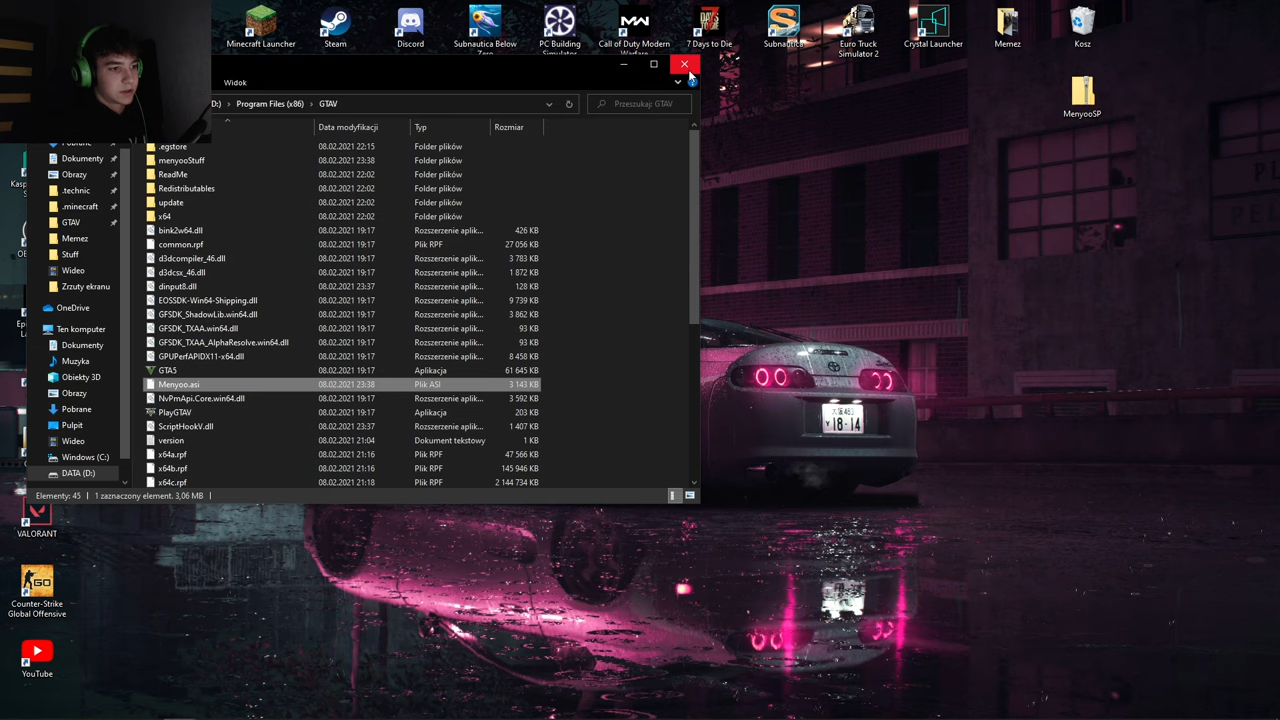 Minecraft Launcher
Steam
Discord
Subnautica Below
Zero
PC Building
Simulator
Call of Duty Modern
Warfare
7 Days to Die
Subnautica
Euro Truck
Simulator 2
Crystal Launcher
Memez
Kosz
MenyooSP
Widok
D:) > Program Files (x86) > GTAV
Przeszukaj: GTAV
Data modyfikacji Typ Rozmiar
Pobrane
Dokumenty
Obrazy
.technic
.minecraft
GTAV
Memez
Stuff
Wideo
Zrzuty ekranu
OneDrive
Ten komputer
Dokumenty
Muzyka
Obiekty 3D
Obrazy
Pobrane
Pulpit
Wideo
Windows (C:)
DATA (D:)
.egstore 08.02.2021 22:15 Folder plików
menyooStuff 08.02.2021 23:38 Folder plików
ReadMe 08.02.2021 22:02 Folder plików
Redistributables 08.02.2021 22:02 Folder plików
update 08.02.2021 22:02 Folder plików
x64 08.02.2021 22:02 Folder plików
bink2w64.dll 08.02.2021 19:17 Rozszerzenie aplik... 426 KB
common.rpf 08.02.2021 19:17 Plik RPF 27 056 KB
d3dcompiler_46.dll 08.02.2021 19:17 Rozszerzenie aplik... 3 783 KB
d3dcsx_46.dll 08.02.2021 19:17 Rozszerzenie aplik... 1 872 KB
dinput8.dll 08.02.2021 23:37 Rozszerzenie aplik... 128 KB
EOSSDK-Win64-Shipping.dll 08.02.2021 19:17 Rozszerzenie aplik... 9 739 KB
GFSDK_ShadowLib.win64.dll 08.02.2021 19:17 Rozszerzenie aplik... 3 862 KB
GFSDK_TXAA.win64.dll 08.02.2021 19:17 Rozszerzenie aplik... 93 KB
GFSDK_TXAA_AlphaResolve.win64.dll 08.02.2021 19:17 Rozszerzenie aplik... 93 KB
GPUPerfAPIDX11-x64.dll 08.02.2021 19:17 Rozszerzenie aplik... 8 458 KB
GTA5 08.02.2021 19:17 Aplikacja 61 645 KB
Menyoo.asi 08.02.2021 23:38 Plik ASI 3 143 KB
NvPmApi.Core.win64.dll 08.02.2021 19:17 Rozszerzenie aplik... 3 592 KB
PlayGTAV 08.02.2021 19:17 Aplikacja 203 KB
ScriptHookV.dll 08.02.2021 23:37 Rozszerzenie aplik... 1 407 KB
version 08.02.2021 21:04 Dokument tekstowy 1 KB
x64a.rpf 08.02.2021 21:16 Plik RPF 47 566 KB
x64b.rpf 08.02.2021 21:16 Plik RPF 145 946 KB
x64c.rpf 08.02.2021 21:18 Plik RPF 2 144 734 KB
Elementy: 45 1 zaznaczony element. 3,06 MB
Kasp
OB
Ep
La
VALORANT
Counter-Strike
Global Offensive
YouTube
18-14